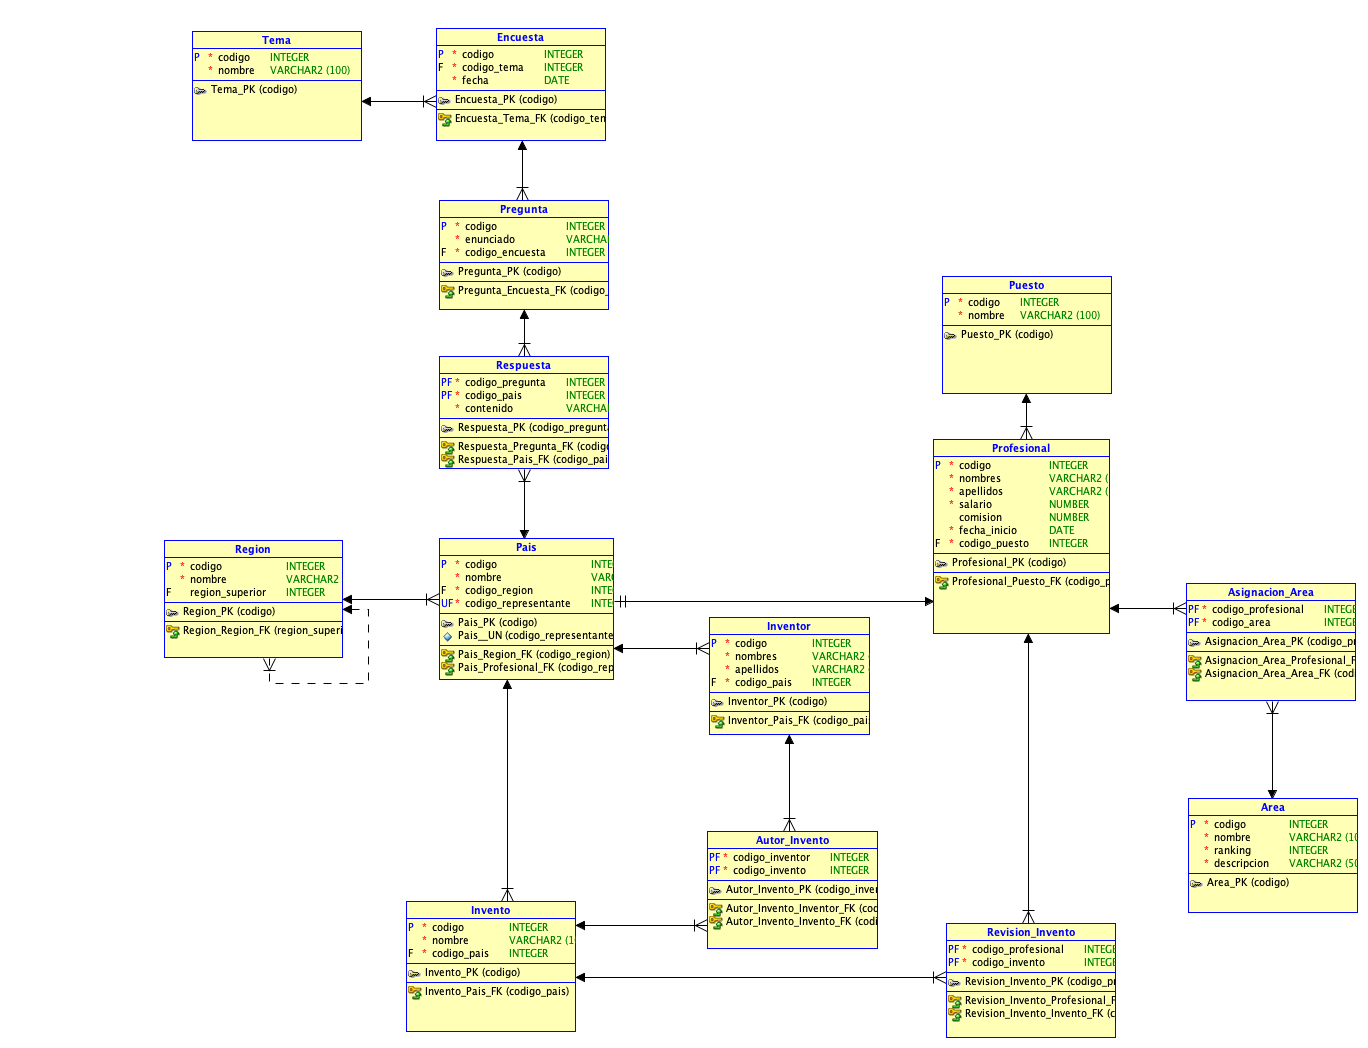 Tema
P * codigo INTEGER
* nombre VARCHAR2 (100)
Tema_PK (codigo)
Encuesta
P * codigo INTEGER
F * codigo_tema INTEGER
* fecha DATE
Encuesta_PK (codigo)
Encuesta_Tema_FK (codigo_ten
Pregunta
P * codigo INTEGER
* enunciado VARCHA
F * codigo_encuesta INTEGER
Pregunta_PK (codigo)
Pregunta_Encuesta_FK (codigo_
Puesto
P * codigo INTEGER
* nombre VARCHAR2 (100)
Puesto_PK (codigo)
Respuesta
PF * codigo_pregunta INTEGER
PF * codigo_pais INTEGER
* contenido VARCHA
Respuesta_PK (codigo_pregunta
Respuesta_Pregunta_FK (codigo
Respuesta_Pais_FK (codigo_pai
Profesional
P * codigo INTEGER
* nombres VARCHAR2 (
* apellidos VARCHAR2 (
* salario NUMBER
comision NUMBER
* fecha_inicio DATE
F * codigo_puesto INTEGER
Profesional_PK (codigo)
Profesional_Puesto_FK (codigo_p
Region
P * codigo INTEGER
* nombre VARCHAR2
F region_superior INTEGER
Region_PK (codigo)
Region_Region_FK (region_superi
Pais
P * codigo INTE
* nombre VAR
F * codigo_region INTE
UF * codigo_representante INTE
Pais_PK (codigo)
Pais__UN (codigo_representante
Pais_Region_FK (codigo_region)
Pais_Profesional_FK (codigo_rep
Inventor
P * codigo INTEGER
* nombres VARCHAR2
* apellidos VARCHAR2
F * codigo_pais INTEGER
Inventor_PK (codigo)
Inventor_Pais_FK (codigo_pai
Asignacion_Area
PF * codigo_profesional INTEGE
PF * codigo_area INTEGE
Asignacion_Area_PK (codigo_pr
Asignacion_Area_Profesional_F
Asignacion_Area_Area_FK (codi
Area
P * codigo INTEGER
* nombre VARCHAR2 (10
* ranking INTEGER
* descripcion VARCHAR2 (50
Area_PK (codigo)
Autor_Invento
PF * codigo_inventor INTEGER
PF * codigo_invento INTEGER
Autor_Invento_PK (codigo_inver
Autor_Invento_Inventor_FK (cod
Autor_Invento_Invento_FK (codi
Invento
P * codigo INTEGER
* nombre VARCHAR2 (1
F * codigo_pais INTEGER
Invento_PK (codigo)
Invento_Pais_FK (codigo_pais)
Revision_Invento
PF * codigo_profesional INTEGE
PF * codigo_invento INTEGE
Revision_Invento_PK (codigo_pr
Revision_Invento_Profesional_F
Revision_Invento_Invento_FK (c